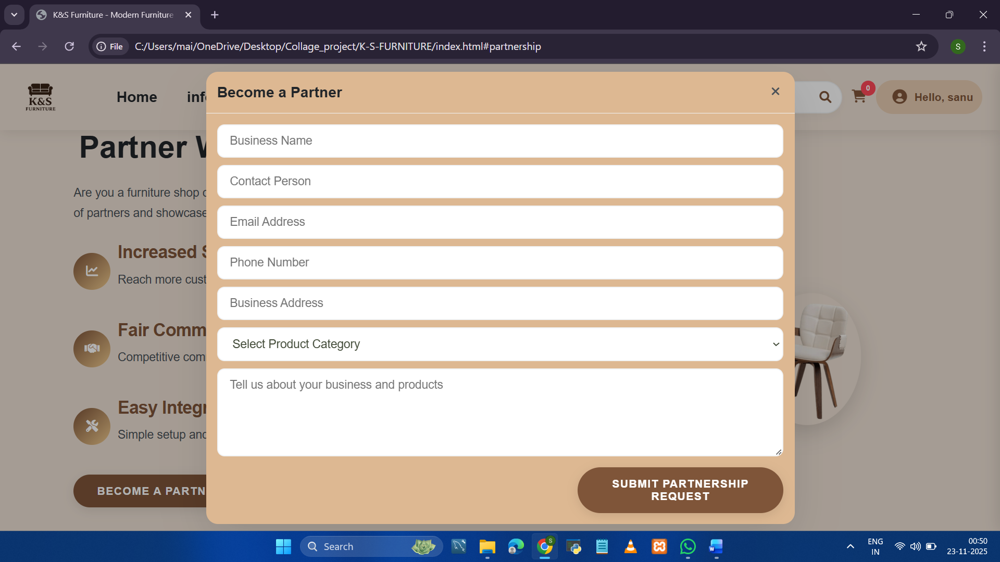 K&S Furniture - Modern Furniture
File
C:/Users/mai/OneDrive/Desktop/Collage_project/K-S-FURNITURE/index.html#partnership
S
K&S
FURNITURE
Home
inf
0
Hello, sanu
Become a Partner
Business Name
Contact Person
Email Address
Phone Number
Business Address
Select Product Category
Tell us about your business and products
SUBMIT PARTNERSHIP
REQUEST
Partner
Are you a furniture shop
of partners and showcase
Increased
Reach more cust
Fair Comm
Competitive com
Easy Integr
Simple setup and
BECOME A PARTN
Search
S
ENG
IN
00:50
23-11-2025